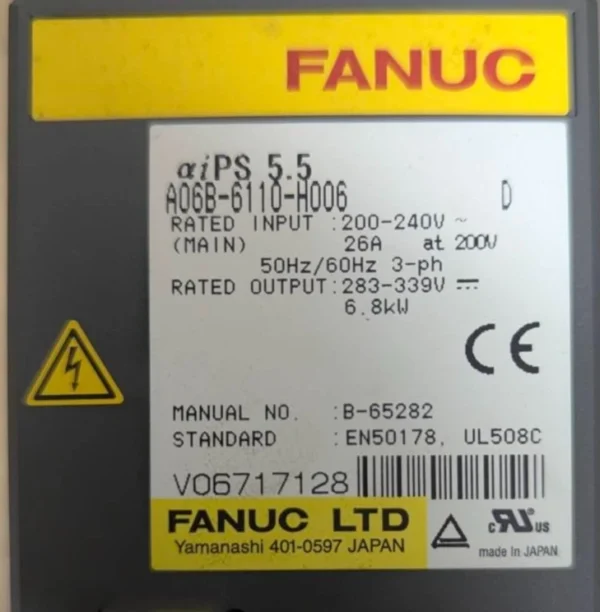 FANUC
αiPS 5.5
A06B-6110-H006 D
RATED INPUT :200-240V ~
(MAIN) 26A at 200V
50Hz/60Hz 3-ph
RATED OUTPUT:283-339V ⎓
6.8kW
CE
MANUAL NO. :B-65282
STANDARD :EN50178, UL508C
V06717128
FANUC LTD
Yamanashi 401-0597 JAPAN
c UR US
made In JAPAN